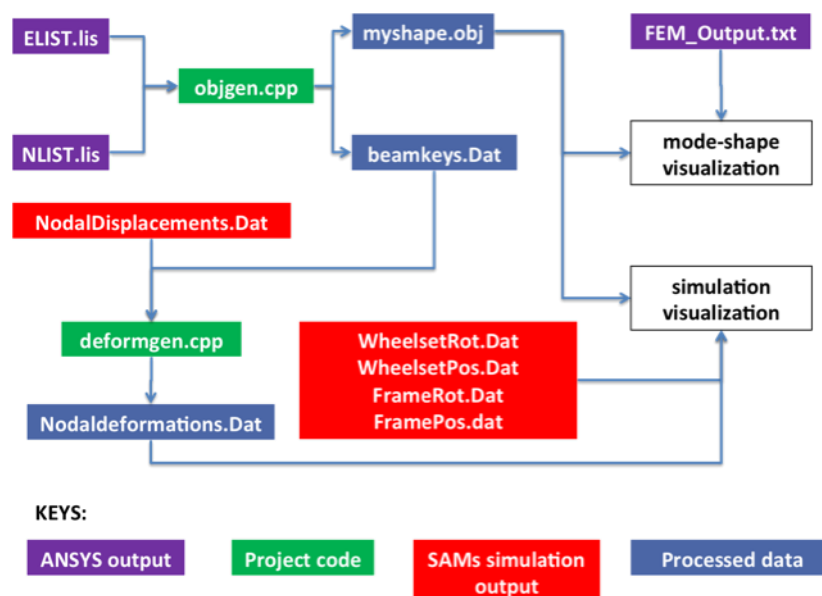 ELIST.lis
myshape.obj
FEM_Output.txt
objgen.cpp
NLIST.lis
beamkeys.Dat
mode-shape
visualization
NodalDisplacements.Dat
simulation
visualization
deformgen.cpp
WheelsetRot.Dat
WheelsetPos.Dat
FrameRot.Dat
FramePos.dat
Nodaldeformations.Dat
KEYS:
ANSYS output
Project code
SAMs simulation
output
Processed data